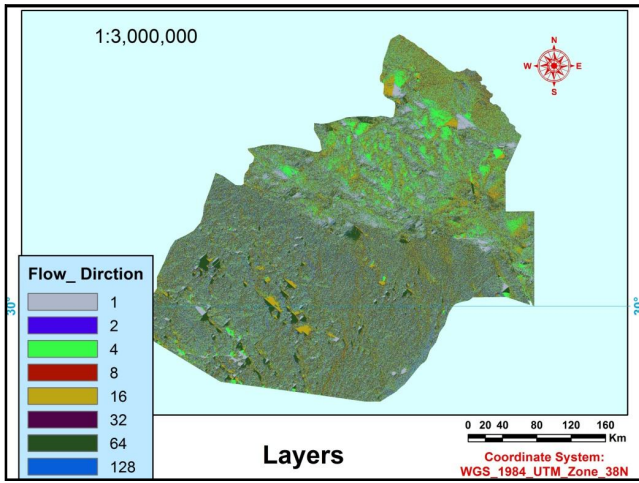 1:3,000,000
N
W E
S
Flow_ Dirction
1
2
4
8
16
32
64
128
30°
30°
Layers
0 20 40 80 120 160
Km
Coordinate System:
WGS_1984_UTM_Zone_38N